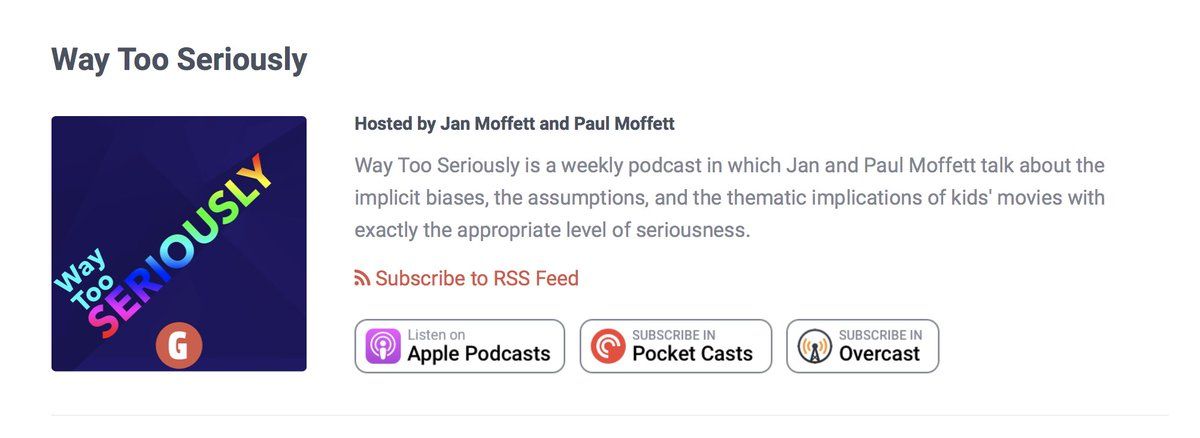 Way Too Seriously
Way
Too
SERIOUSLY
G
Hosted by Jan Moffett and Paul Moffett
Way Too Seriously is a weekly podcast in which Jan and Paul Moffett talk about the
implicit biases, the assumptions, and the thematic implications of kids' movies with
exactly the appropriate level of seriousness.
Subscribe to RSS Feed
Listen on
Apple Podcasts
SUBSCRIBE IN
Pocket Casts
SUBSCRIBE IN
Overcast